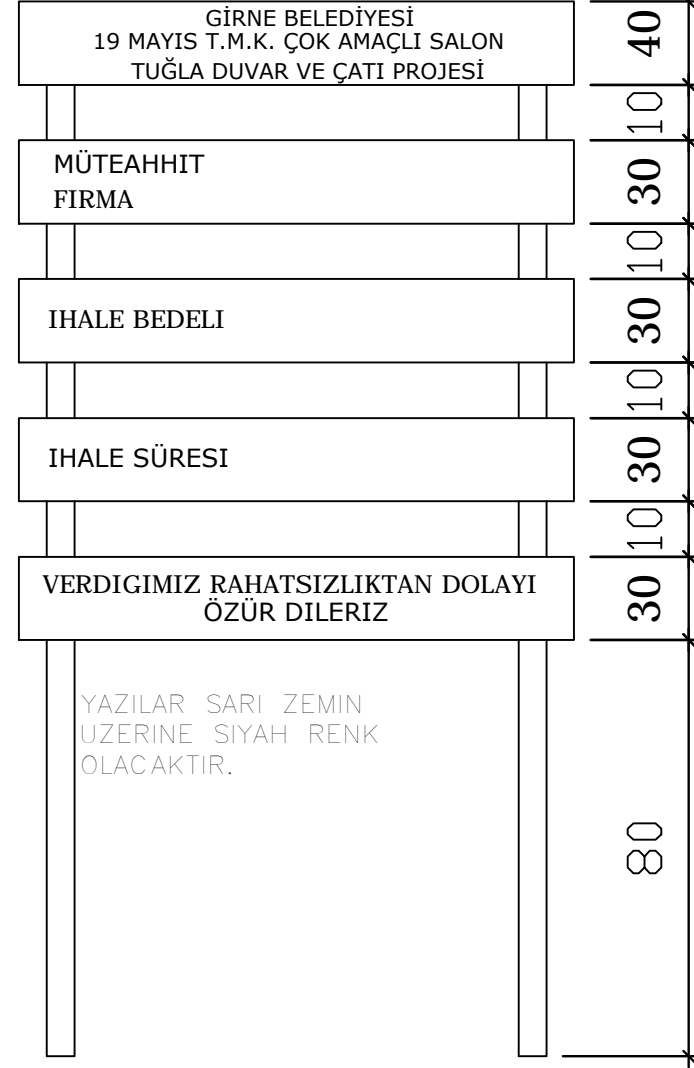 GİRNE BELEDİYESİ
19 MAYIS T.M.K. ÇOK AMAÇLI SALON
TUĞLA DUVAR VE ÇATI PROJESİ
40
10
MÜTEAHHIT
FIRMA
30
10
IHALE BEDELI
30
10
IHALE SÜRESI
30
10
VERDIGIMIZ RAHATSIZLIKTAN DOLAYI
ÖZÜR DILERIZ
30
YAZILAR SARI ZEMIN
UZERINE SIYAH RENK
OLACAKTIR.
80